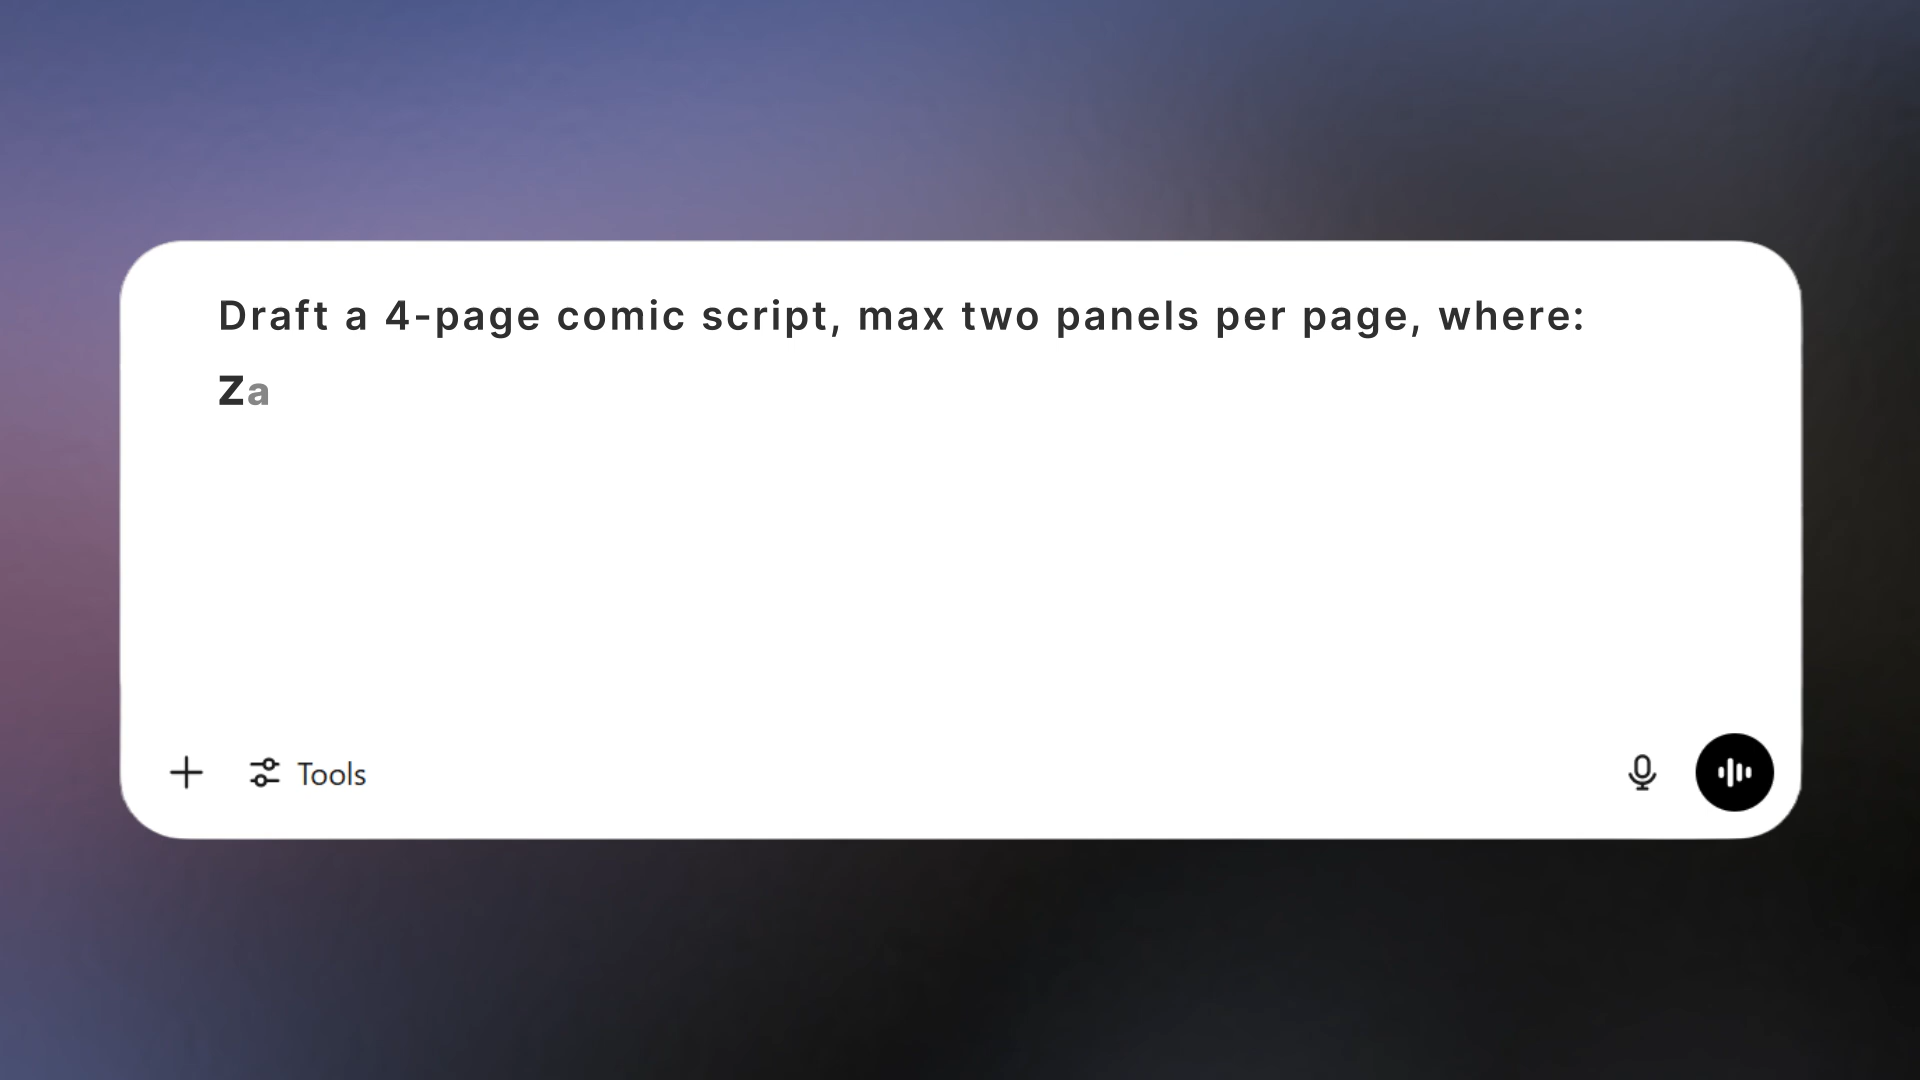 Draft a 4-page comic script, max two panels per page, where:
Za
Tools